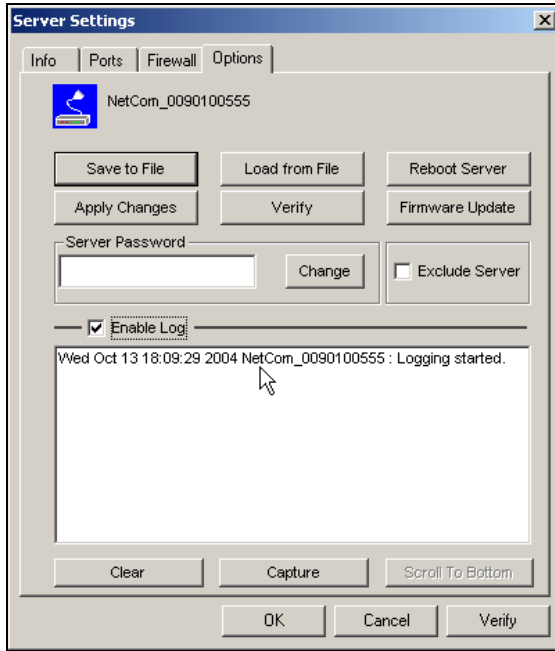 Server Settings
Info Ports Firewall Options
NetCom_0090100555
Save to File Load from File Reboot Server
Apply Changes Verify Firmware Update
Server Password
Change Exclude Server
Enable Log
Wed Oct 13 18:09:29 2004 NetCom_0090100555 : Logging started.
Clear Capture Scroll To Bottom
OK Cancel Verify